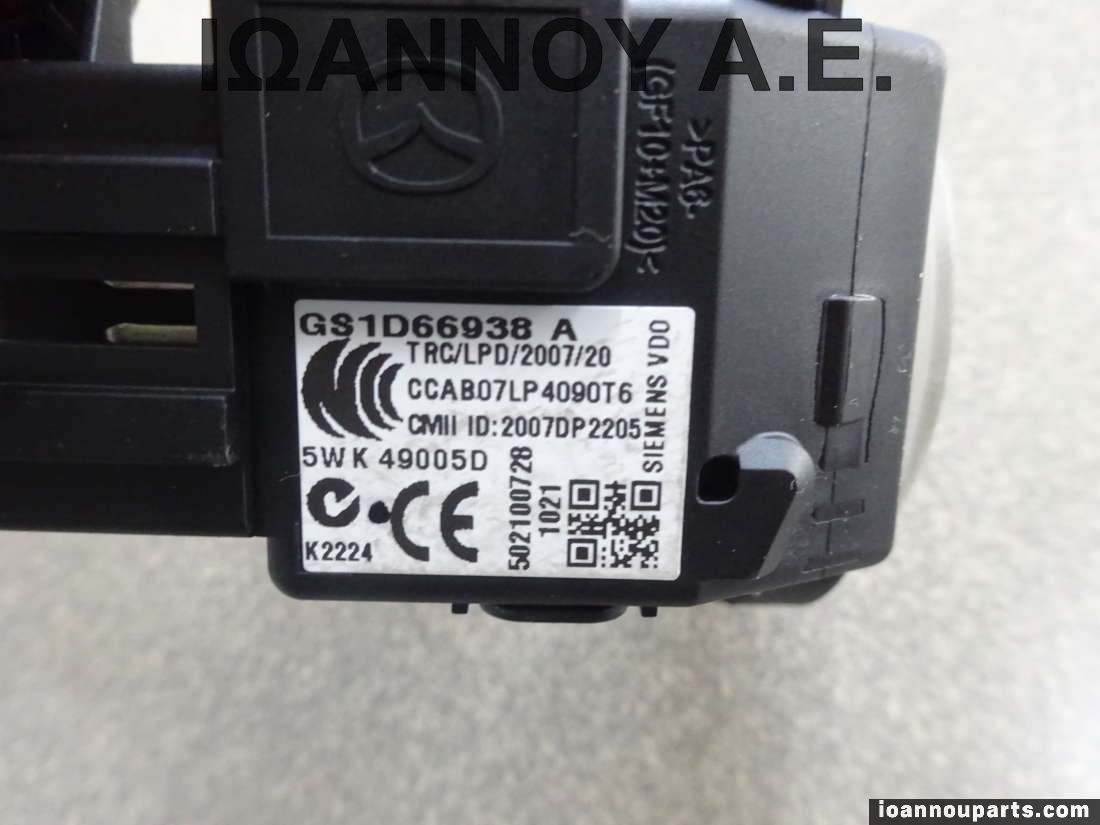 ΙΩΑΝΝΟΥ Α.Ε.
>PA6-
(GF10+M20)<
GS1D66938 A
TRC/LPD/2007/20
CCAB07LP4090T6
CMII ID:2007DP2205
SIEMENS VDO
5WK 49005D
502100728
1021
CE
K2224
ioannouparts.com